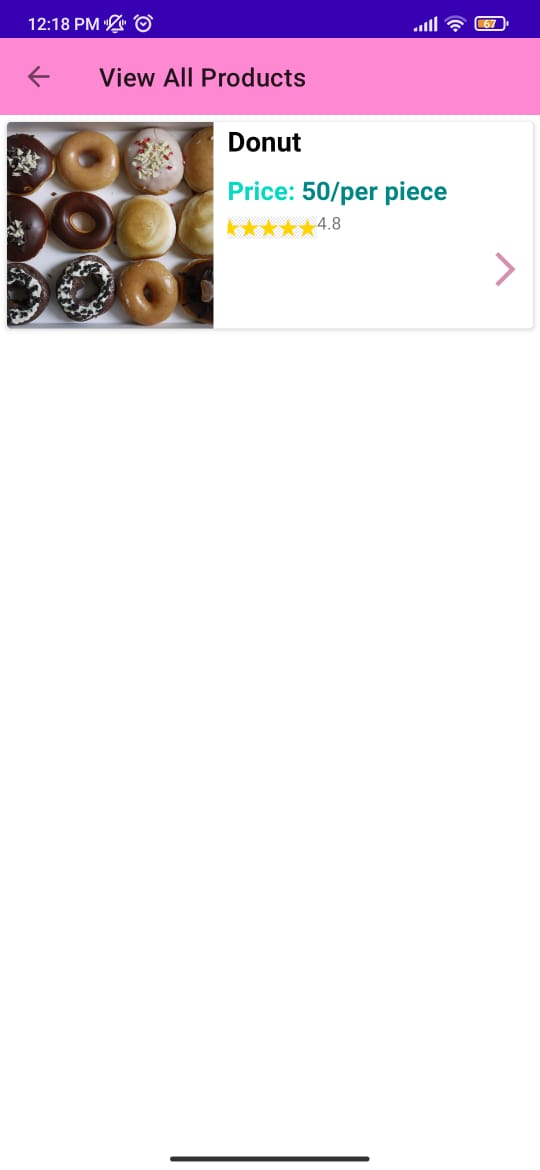 12:18 PM
67
View All Products
Donut
Price: 50/per piece
4.8